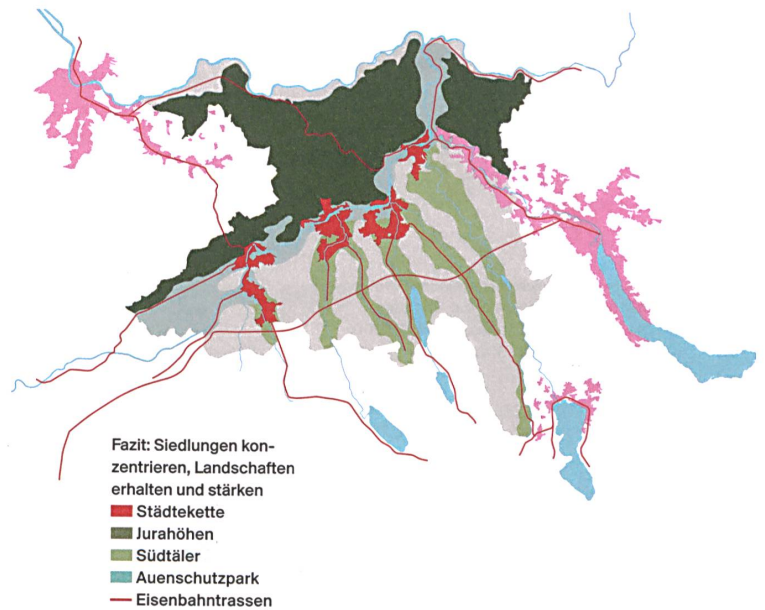 Fazit: Siedlungen kon-
zentrieren, Landschaften
erhalten und stärken
Städtekette
Jurahöhen
Südtäler
Auenschutzpark
Eisenbahntrassen